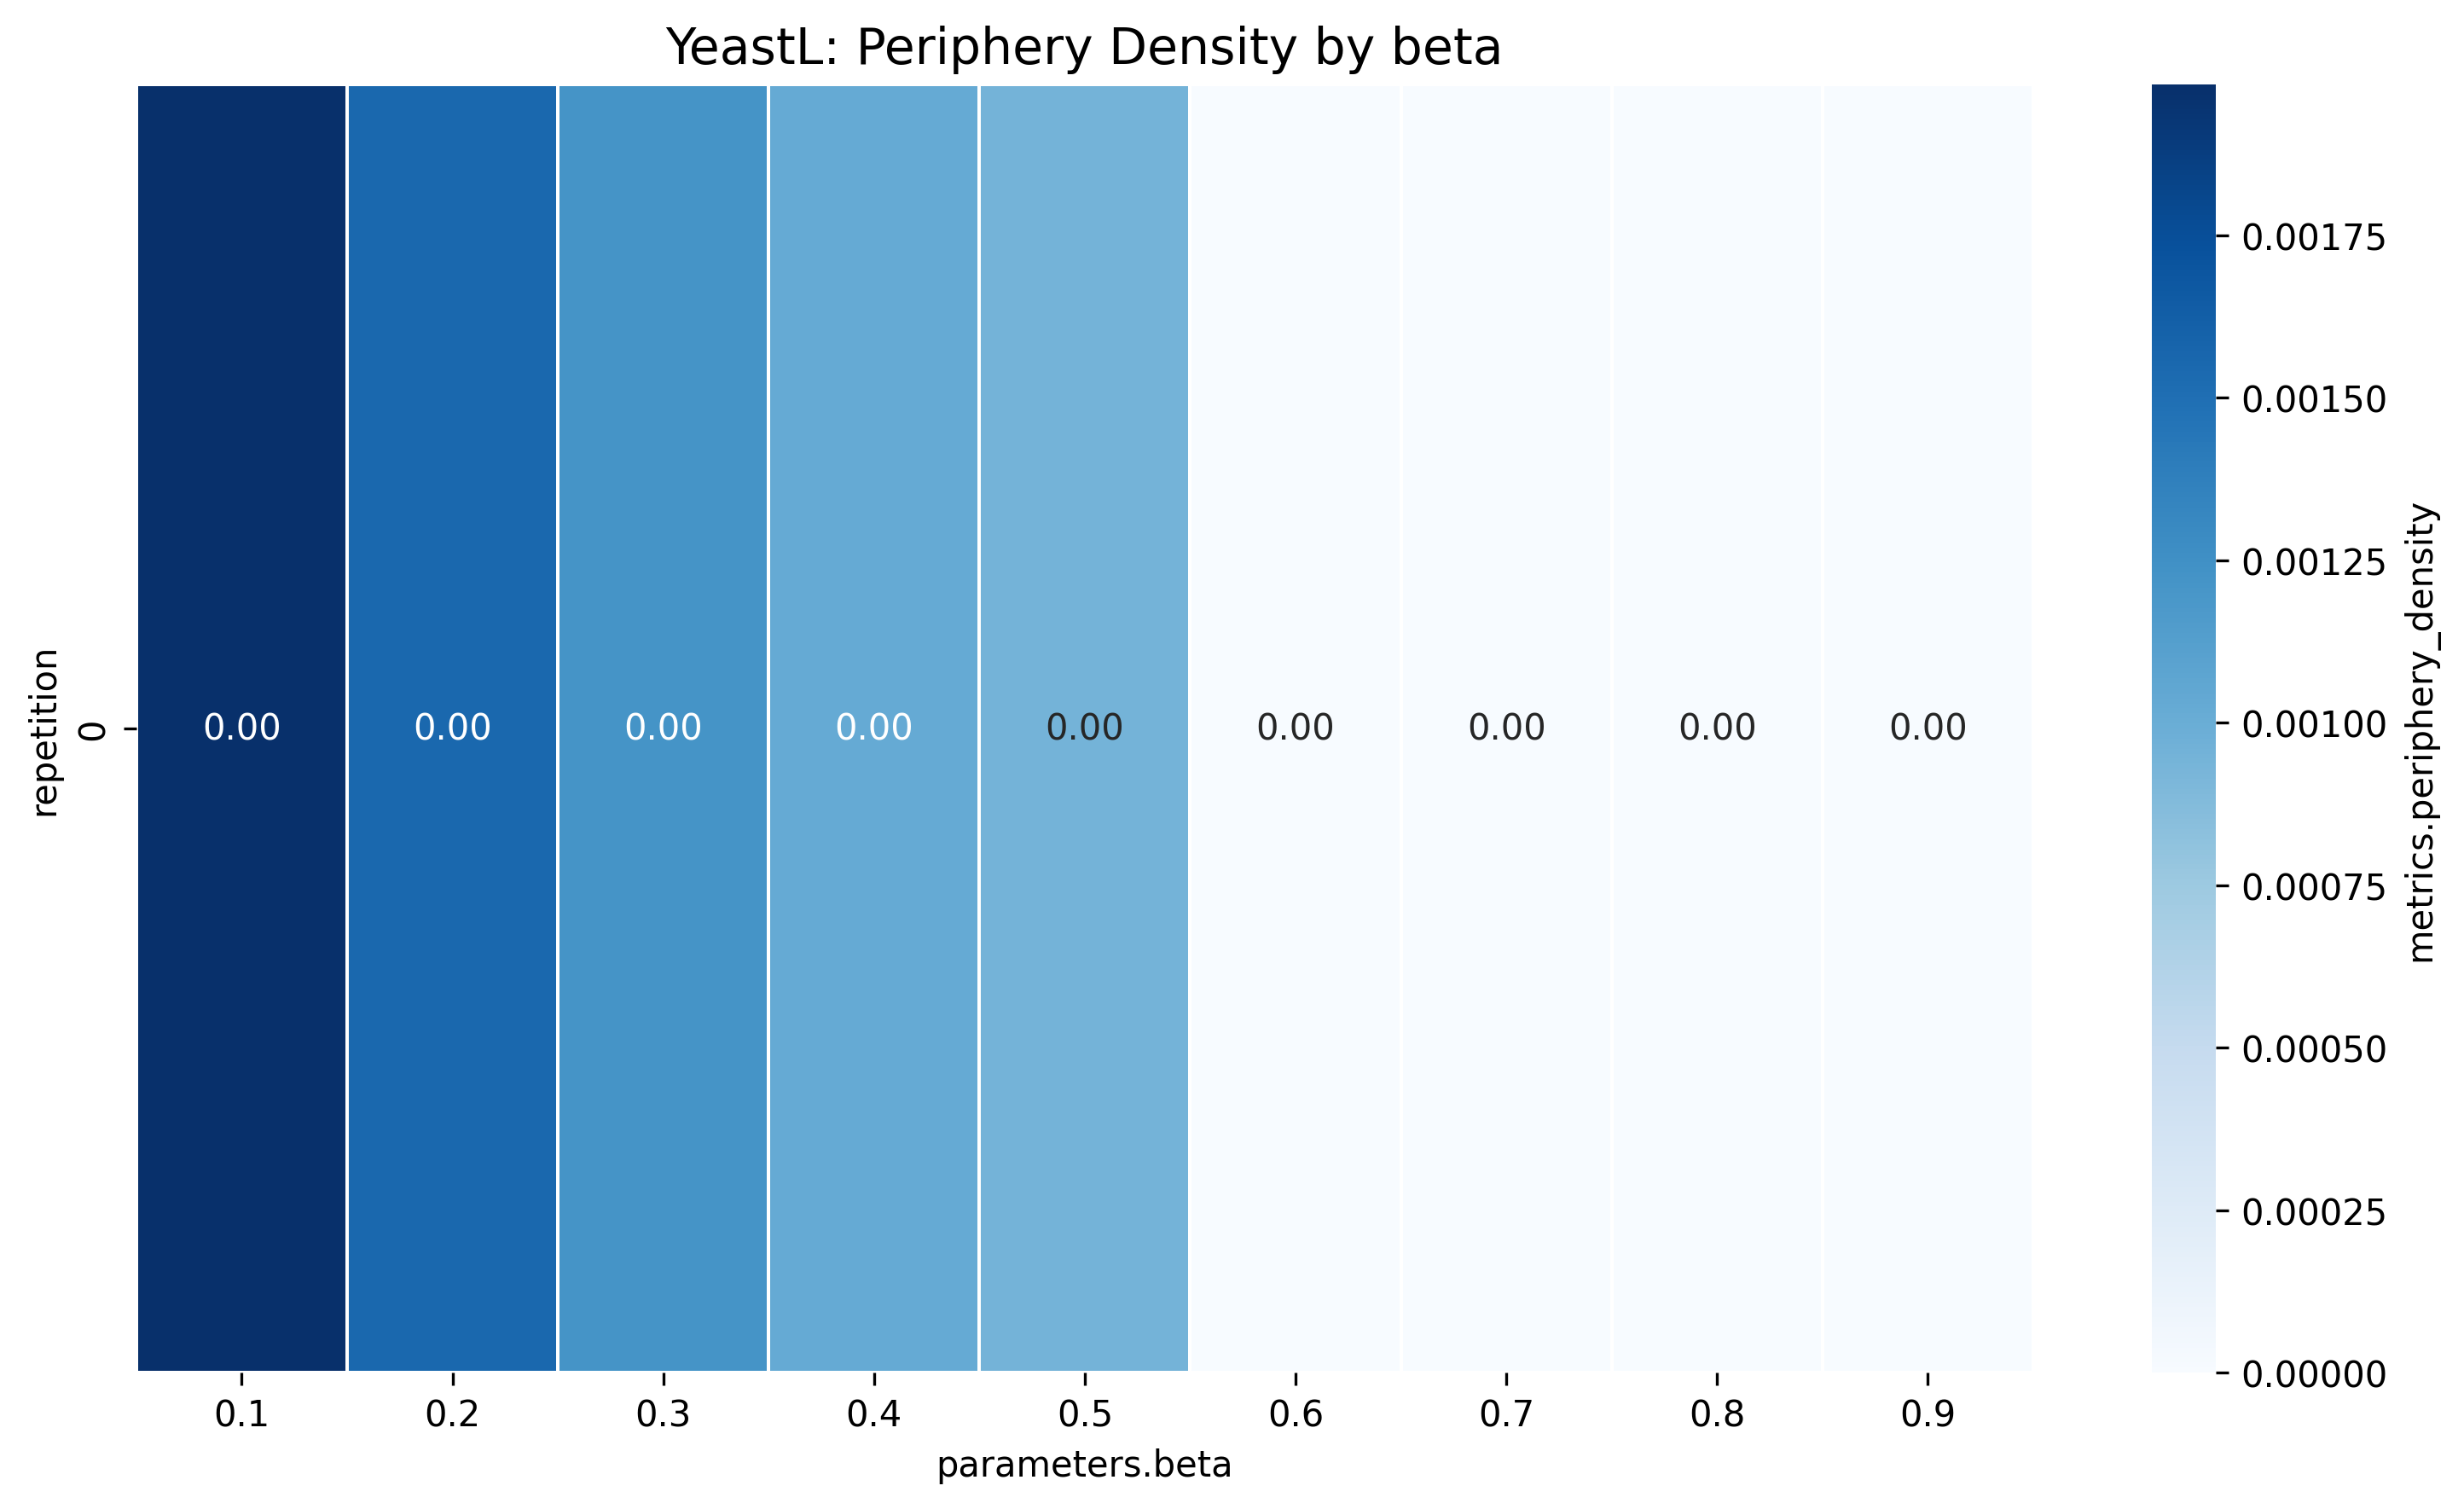 YeastL: Periphery Density by beta
repetition
0
0.00 0.00 0.00 0.00 0.00 0.00 0.00 0.00 0.00
0.1 0.2 0.3 0.4 0.5 0.6 0.7 0.8 0.9
parameters.beta
0.00175
0.00150
0.00125
0.00100
0.00075
0.00050
0.00025
0.00000
metrics.periphery_density